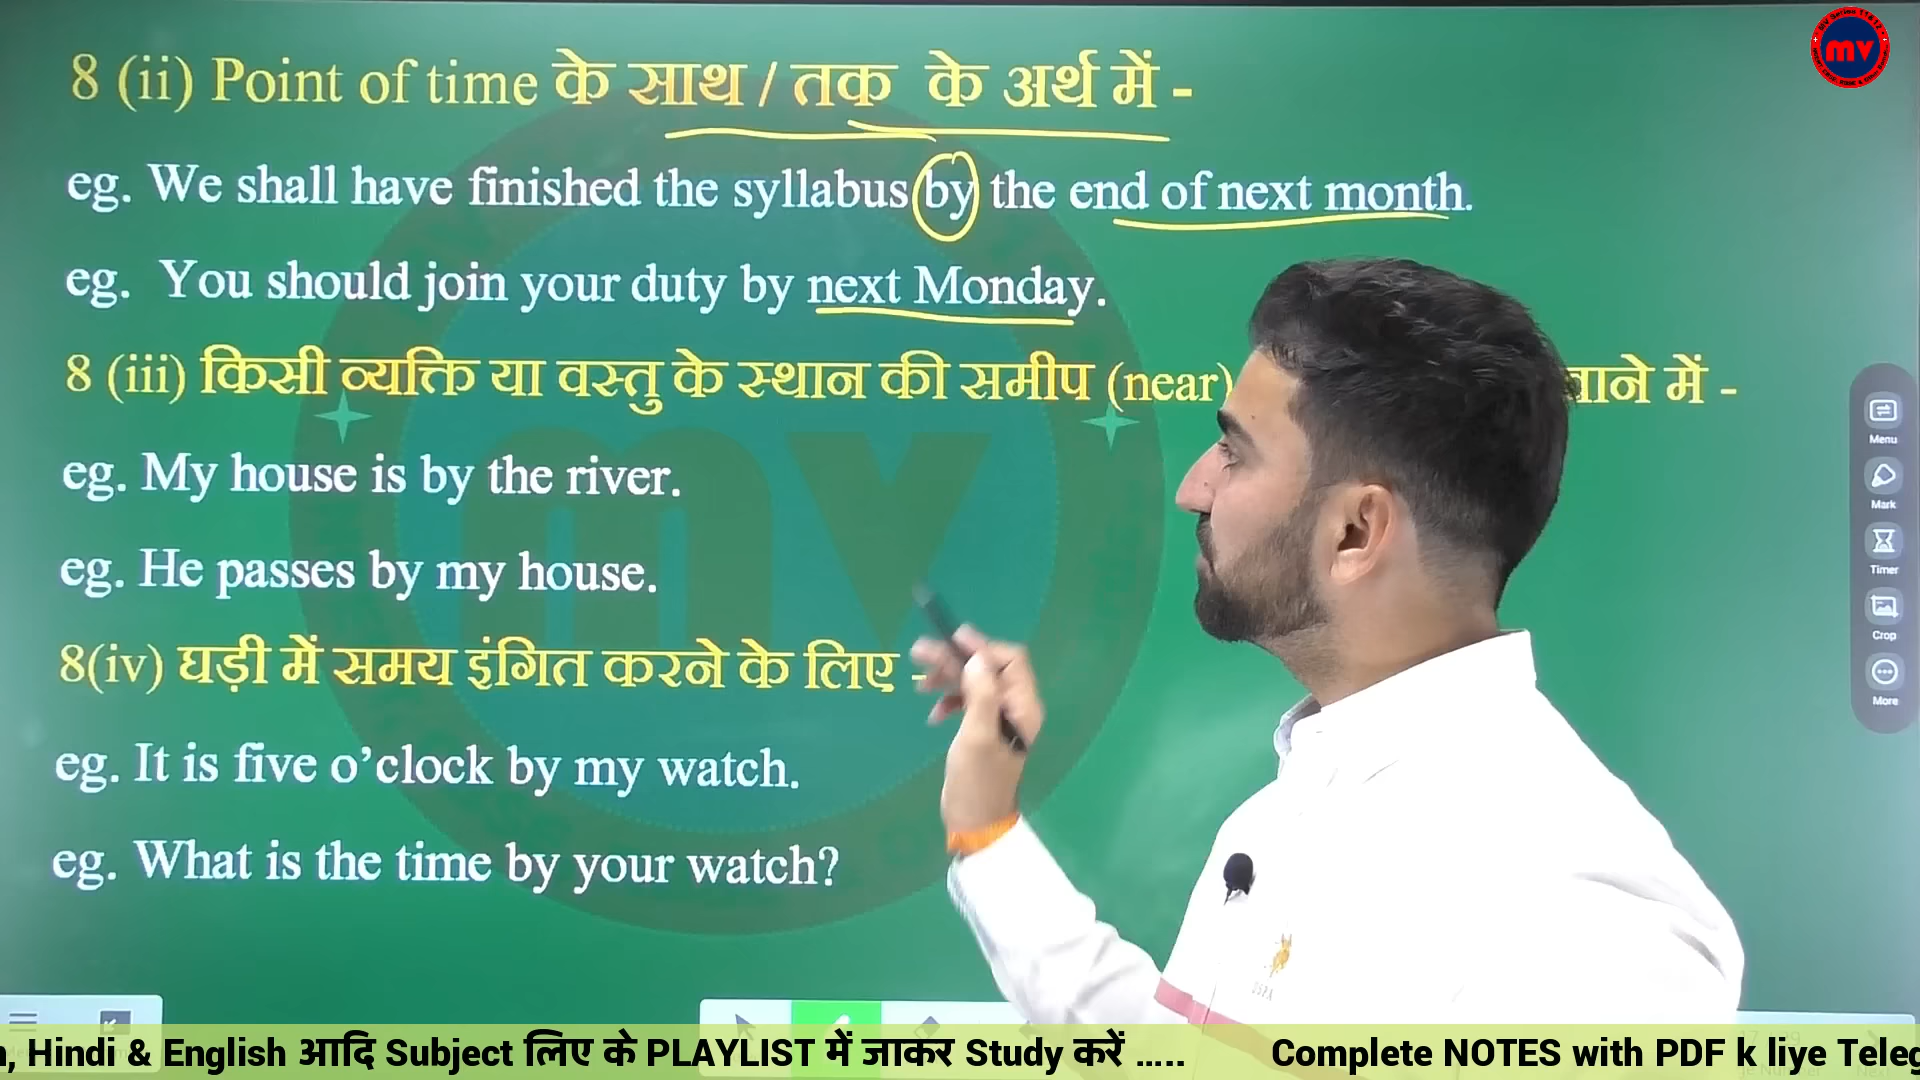 8 (ii) Point of time के साथ / तक के अर्थ में -
eg. We shall have finished the syllabus by the end of next month.
eg. You should join your duty by next Monday.
8 (iii) किसी व्यक्ति या वस्तु के स्थान की समीप (near) में -
eg. My house is by the river.
eg. He passes by my house.
8(iv) घड़ी में समय इंगित करने के लिए -
eg. It is five o’clock by my watch.
eg. What is the time by your watch?
mv
mv
Menu
Mark
Timer
Crop
More
USPA
, Hindi & English आदि Subject लिए के PLAYLIST में जाकर Study करें ..... Complete NOTES with PDF k liye